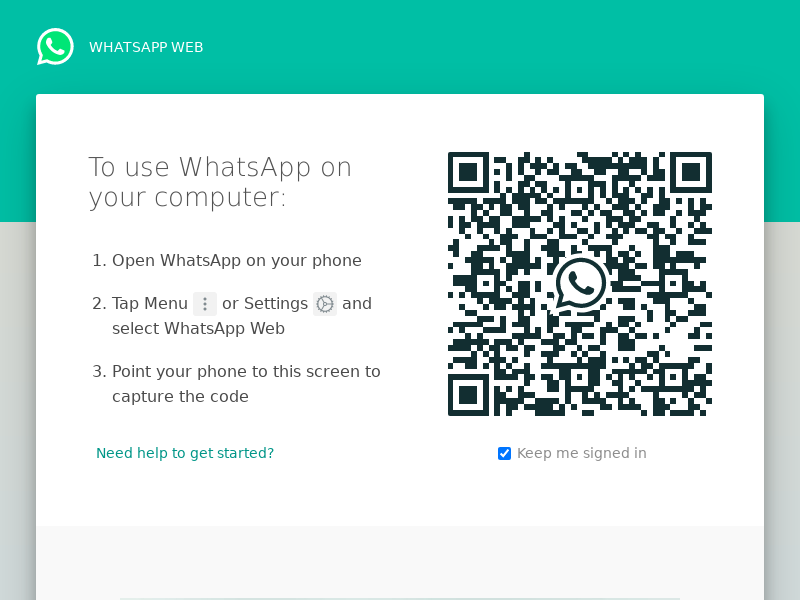 WHATSAPP WEB
To use WhatsApp on
your computer:
1. Open WhatsApp on your phone
2. Tap Menu or Settings and
select WhatsApp Web
3. Point your phone to this screen to
capture the code
Need help to get started?
Keep me signed in